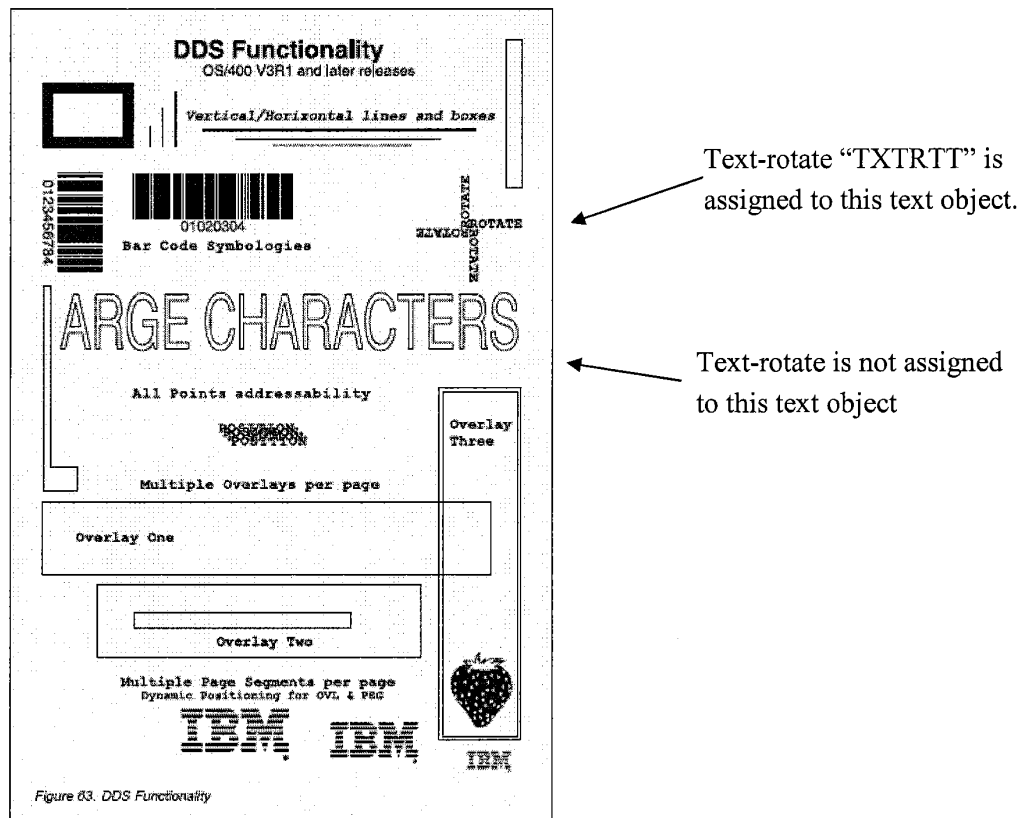 DDS Functionality
OS/400 V3R1 and later releases
Vertical/Horizontal lines and boxes
Text-rotate “TXTRTT” is
assigned to this text object.
0123456784
01020304
Bar Code Symbologies
ROTATE
ROTATE
ROTATE
ROTATE
ARGE CHARACTERS
Text-rotate is not assigned
to this text object
All Points addressability
POSITION
POSITION
POSITION
Overlay
Three
Multiple Overlays per page
Overlay One
Overlay Two
Multiple Page Segments per page
Dynamic Positioning for OVL & PSG
IBM
IBM
IBM
Figure 63. DDS Functionality